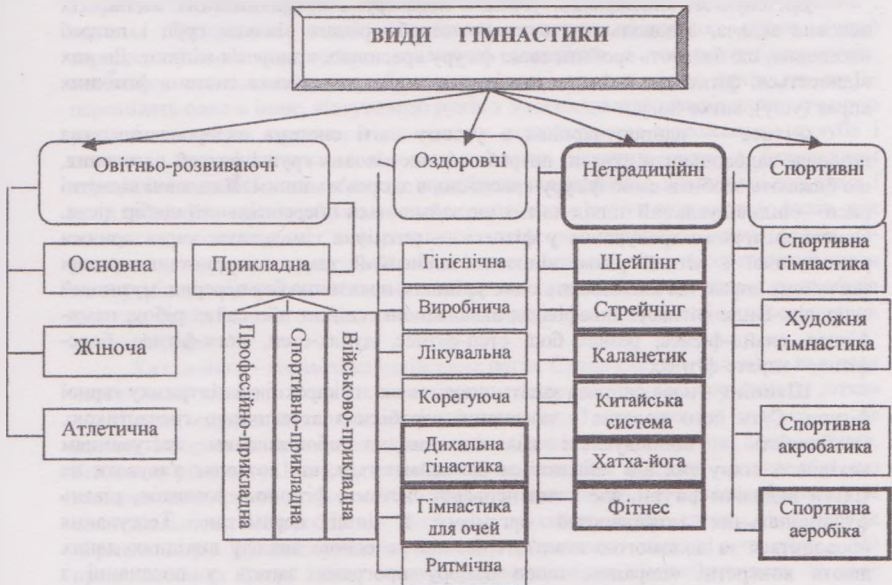 ВИДИ ГІМНАСТИКИ
Освітньо-розвиваючі
Оздоровчі
Нетрадиційні
Спортивні
Основна
Жіноча
Атлетична
Прикладна
Професійно-прикладна
Спортивно-прикладна
Військово-прикладна
Гігієнічна
Виробнича
Лікувальна
Корегуюча
Дихальна
гінастика
Гімнастика
для очей
Ритмічна
Шейпінг
Стрейнінг
Каланетик
Китайська
система
Хатха-йога
Фітнес
Спортивна
гімнастика
Художня
гімнастика
Спортивна
акробатика
Спортивна
аеробіка